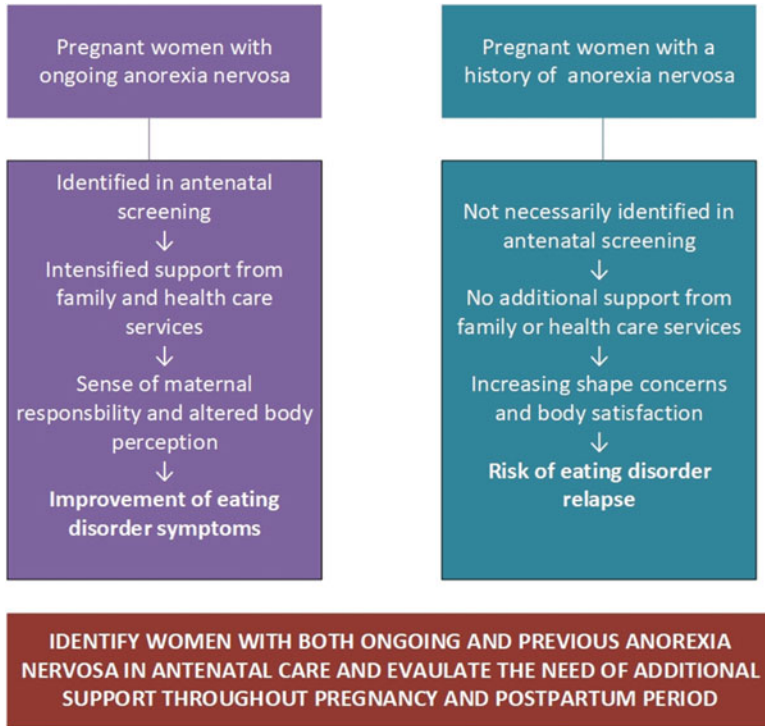 Pregnant women with
ongoing anorexia nervosa
Identified in antenatal
screening
↓
Intensified support from
family and health care
services
↓
Sense of maternal
responsbility and altered body
perception
↓
Improvement of eating
disorder symptoms
Pregnant women with a
history of anorexia nervosa
Not necessarily identified in
antenatal screening
↓
No additional support from
family or health care services
↓
Increasing shape concerns
and body satisfaction
↓
Risk of eating disorder
relapse
IDENTIFY WOMEN WITH BOTH ONGOING AND PREVIOUS ANOREXIA
NERVOSA IN ANTENATAL CARE AND EVAULATE THE NEED OF ADDITIONAL
SUPPORT THROUGHOUT PREGNANCY AND POSTPARTUM PERIOD